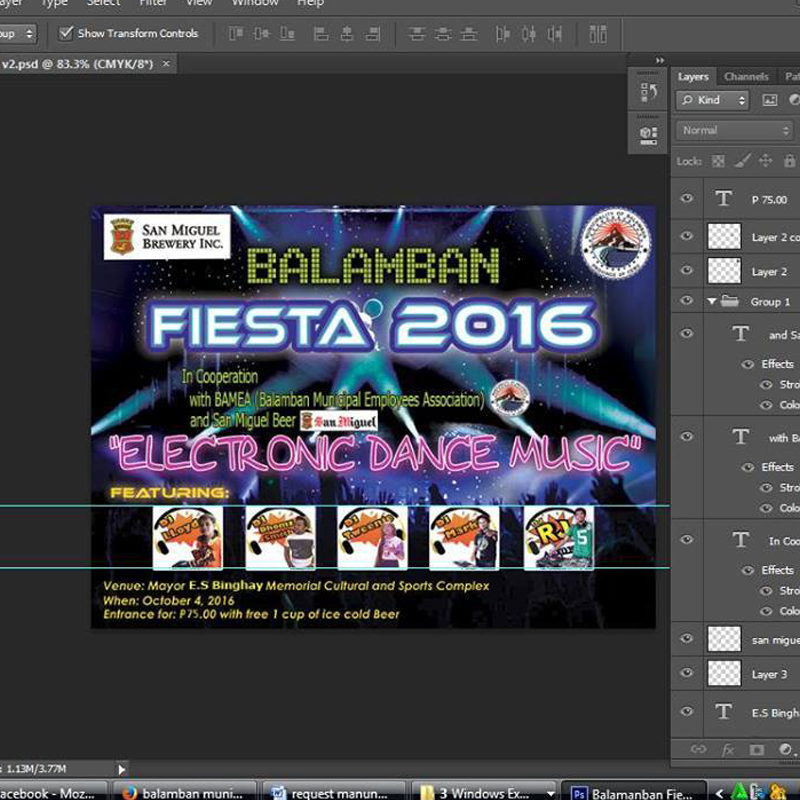 ayer Type Select Filter View Window Help
oup Show Transform Controls
v2.psd @ 83.3% (CMYK/8*) ×
Layers Channels Pat
Kind
Normal
Lock:
P 75.00
Layer 2 co
Layer 2
Group 1
and Sa
Effects
Stro
Colo
with BA
Effects
Stro
Colo
In Coo
Effects
Stro
Colo
san migue
Layer 3
E.S Bingh
SAN MIGUEL
BREWERY INC.
BALAMBAN
FIESTA 2016
In Cooperation
with BAMEA (Balamban Municipal Employees Association)
and San Miguel Beer San Miguel
"ELECTRONIC DANCE MUSIC"
FEATURING:
DJ Lloyd
DJ Rhoms Smith
DJ Tweens
DJ Mark
DJ RJ
5
Venue: Mayor E.S Binghay Memorial Cultural and Sports Complex
When: October 4, 2016
Entrance for: P75.00 with free 1 cup of ice cold Beer
: 1.13M/3.77M
acebook - Moz... balamban muni... request manun... 3 Windows Ex... Ps Balamanban Fie...